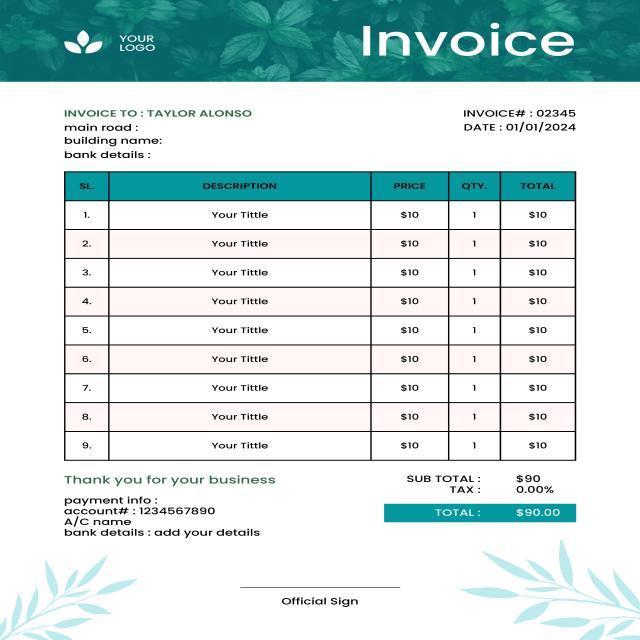 YOUR
LOGO
Invoice
INVOICE TO : TAYLOR ALONSO
main road :
building name:
bank details :
INVOICE# : 02345
DATE : 01/01/2024
SL. DESCRIPTION PRICE QTY. TOTAL
1. Your Tittle $10 1 $10
2. Your Tittle $10 1 $10
3. Your Tittle $10 1 $10
4. Your Tittle $10 1 $10
5. Your Tittle $10 1 $10
6. Your Tittle $10 1 $10
7. Your Tittle $10 1 $10
8. Your Tittle $10 1 $10
9. Your Tittle $10 1 $10
Thank you for your business
payment info :
account# : 1234567890
A/C name
bank details : add your details
SUB TOTAL : $90
TAX : 0.00%
TOTAL : $90.00
Official Sign